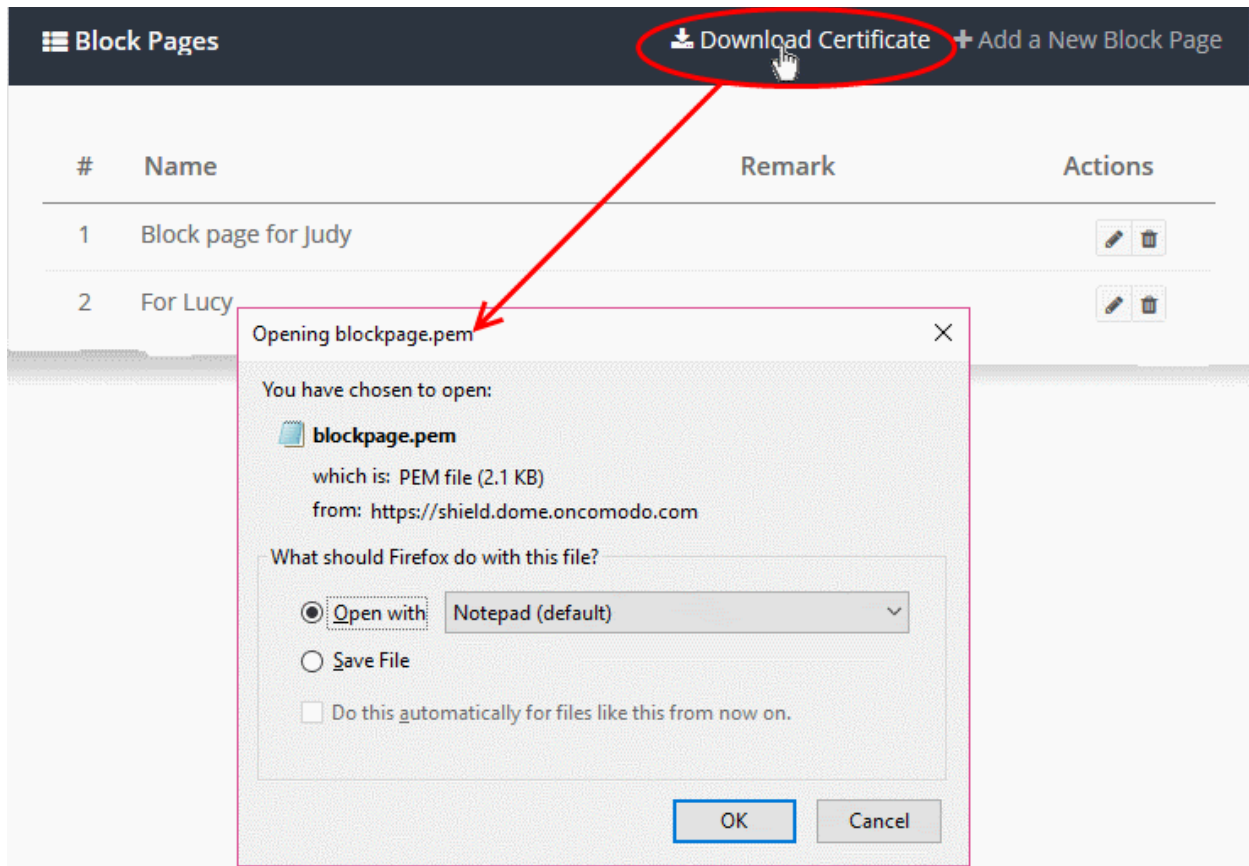 Block Pages Download Certificate + Add a New Block Page
# Name Remark Actions
1 Block page for Judy
2 For Lucy
Opening blockpage.pem
You have chosen to open:
blockpage.pem
which is: PEM file (2.1 KB)
from: https://shield.dome.oncomodo.com
What should Firefox do with this file?
Open with Notepad (default)
Save File
Do this automatically for files like this from now on.
OK Cancel